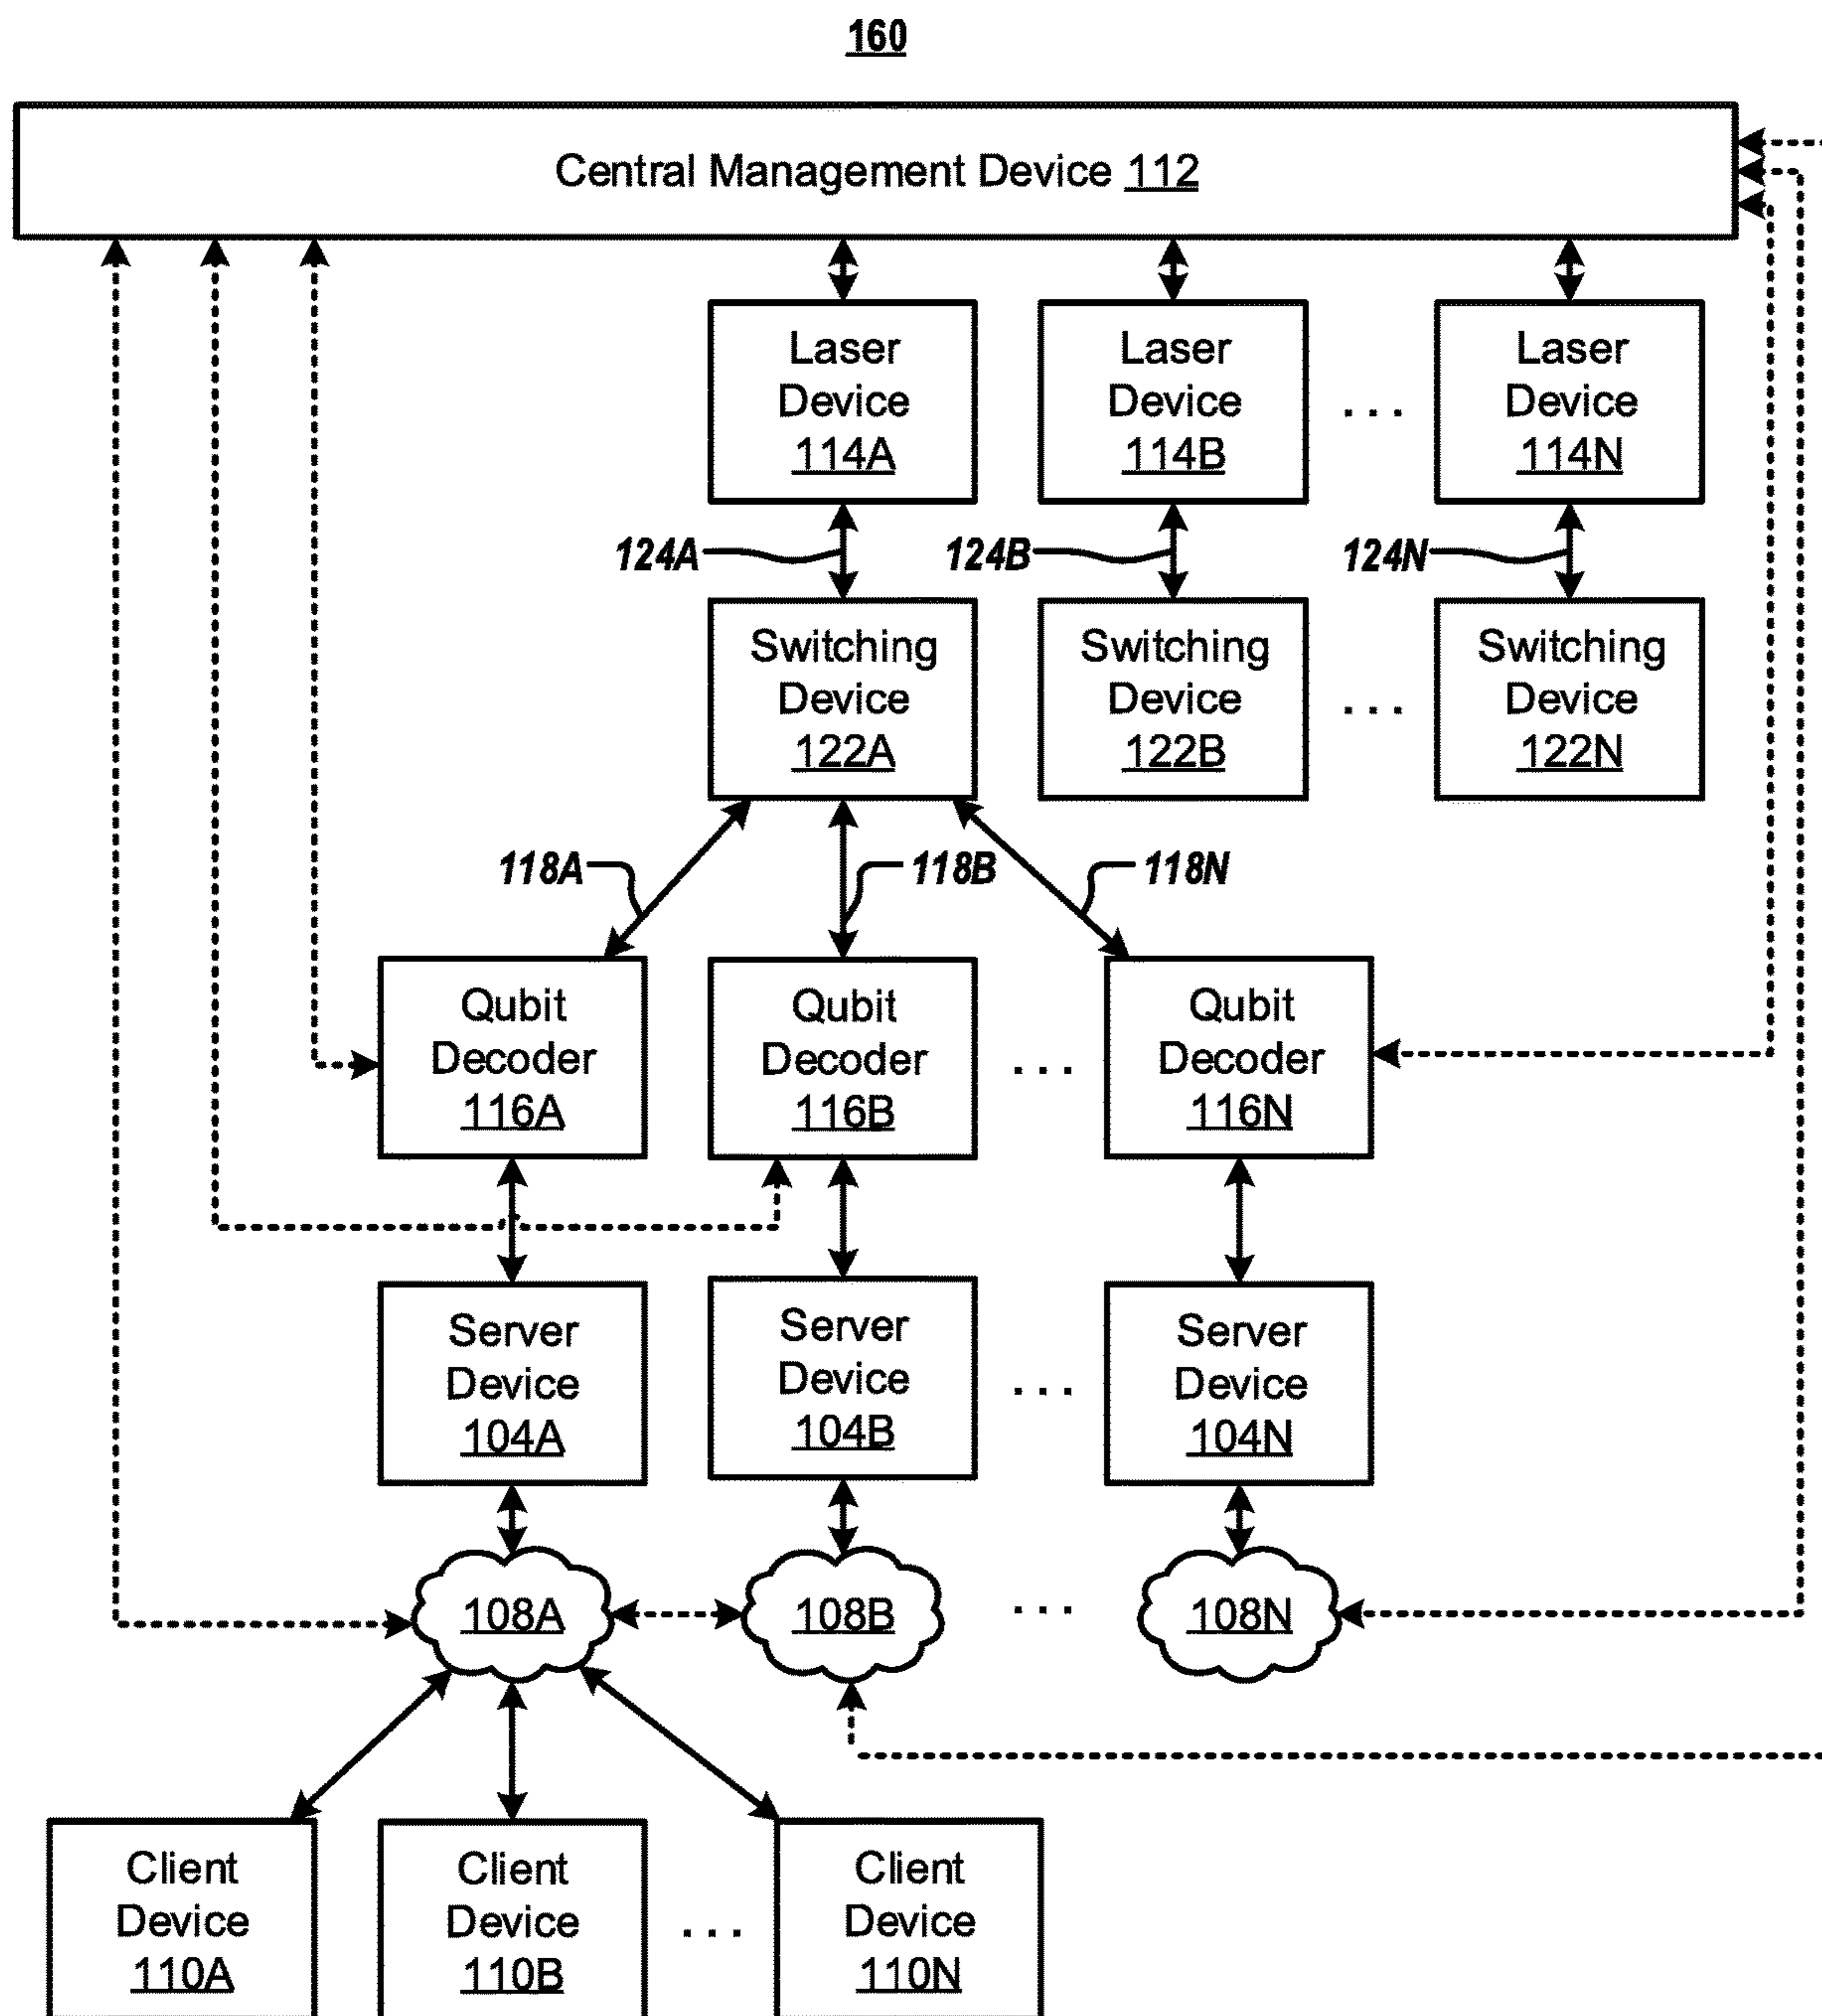 160
Central Management Device 112
Laser
Device
114A
Laser
Device
114B
. . .
Laser
Device
114N
124A
124B
124N
Switching
Device
122A
Switching
Device
122B
. . .
Switching
Device
122N
118A
118B
118N
Qubit
Decoder
116A
Qubit
Decoder
116B
. . .
Qubit
Decoder
116N
Server
Device
104A
Server
Device
104B
. . .
Server
Device
104N
108A
108B
. . .
108N
Client
Device
110A
Client
Device
110B
. . .
Client
Device
110N